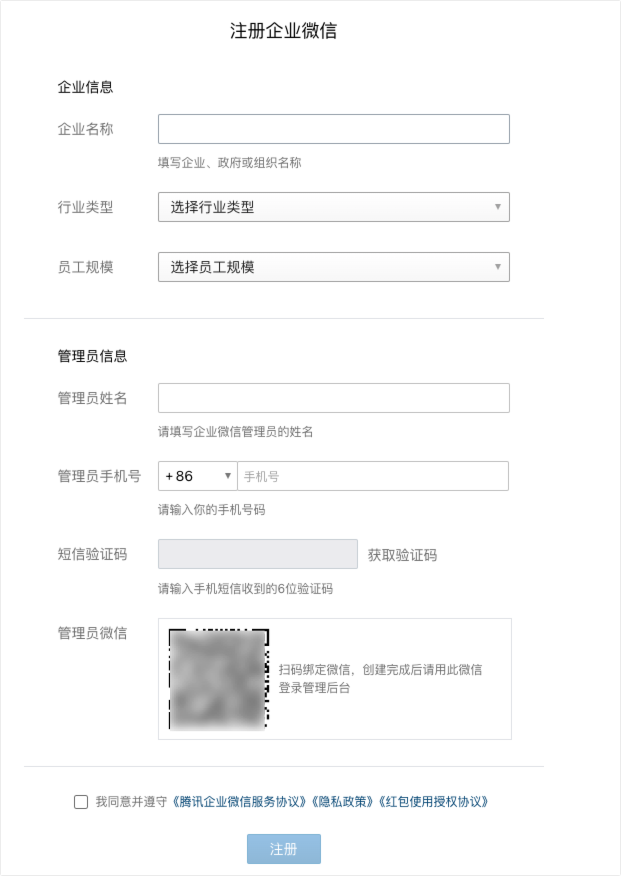 注册企业微信
企业信息
企业名称
填写企业、政府或组织名称
行业类型 选择行业类型
员工规模 选择员工规模
管理员信息
管理员姓名
请填写企业微信管理员的姓名
管理员手机号 +86 手机号
请输入你的手机号码
短信验证码 获取验证码
请输入手机短信收到的6位验证码
管理员微信
扫码绑定微信，创建完成后请用此微信
登录管理后台
我同意并遵守《腾讯企业微信服务协议》《隐私政策》《红包使用授权协议》
注册